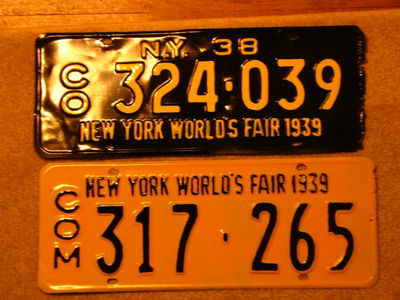 N.Y. 38
CO 324·039
NEW YORK WORLD'S FAIR 1939
NEW YORK WORLD'S FAIR 1939
COM 317·265